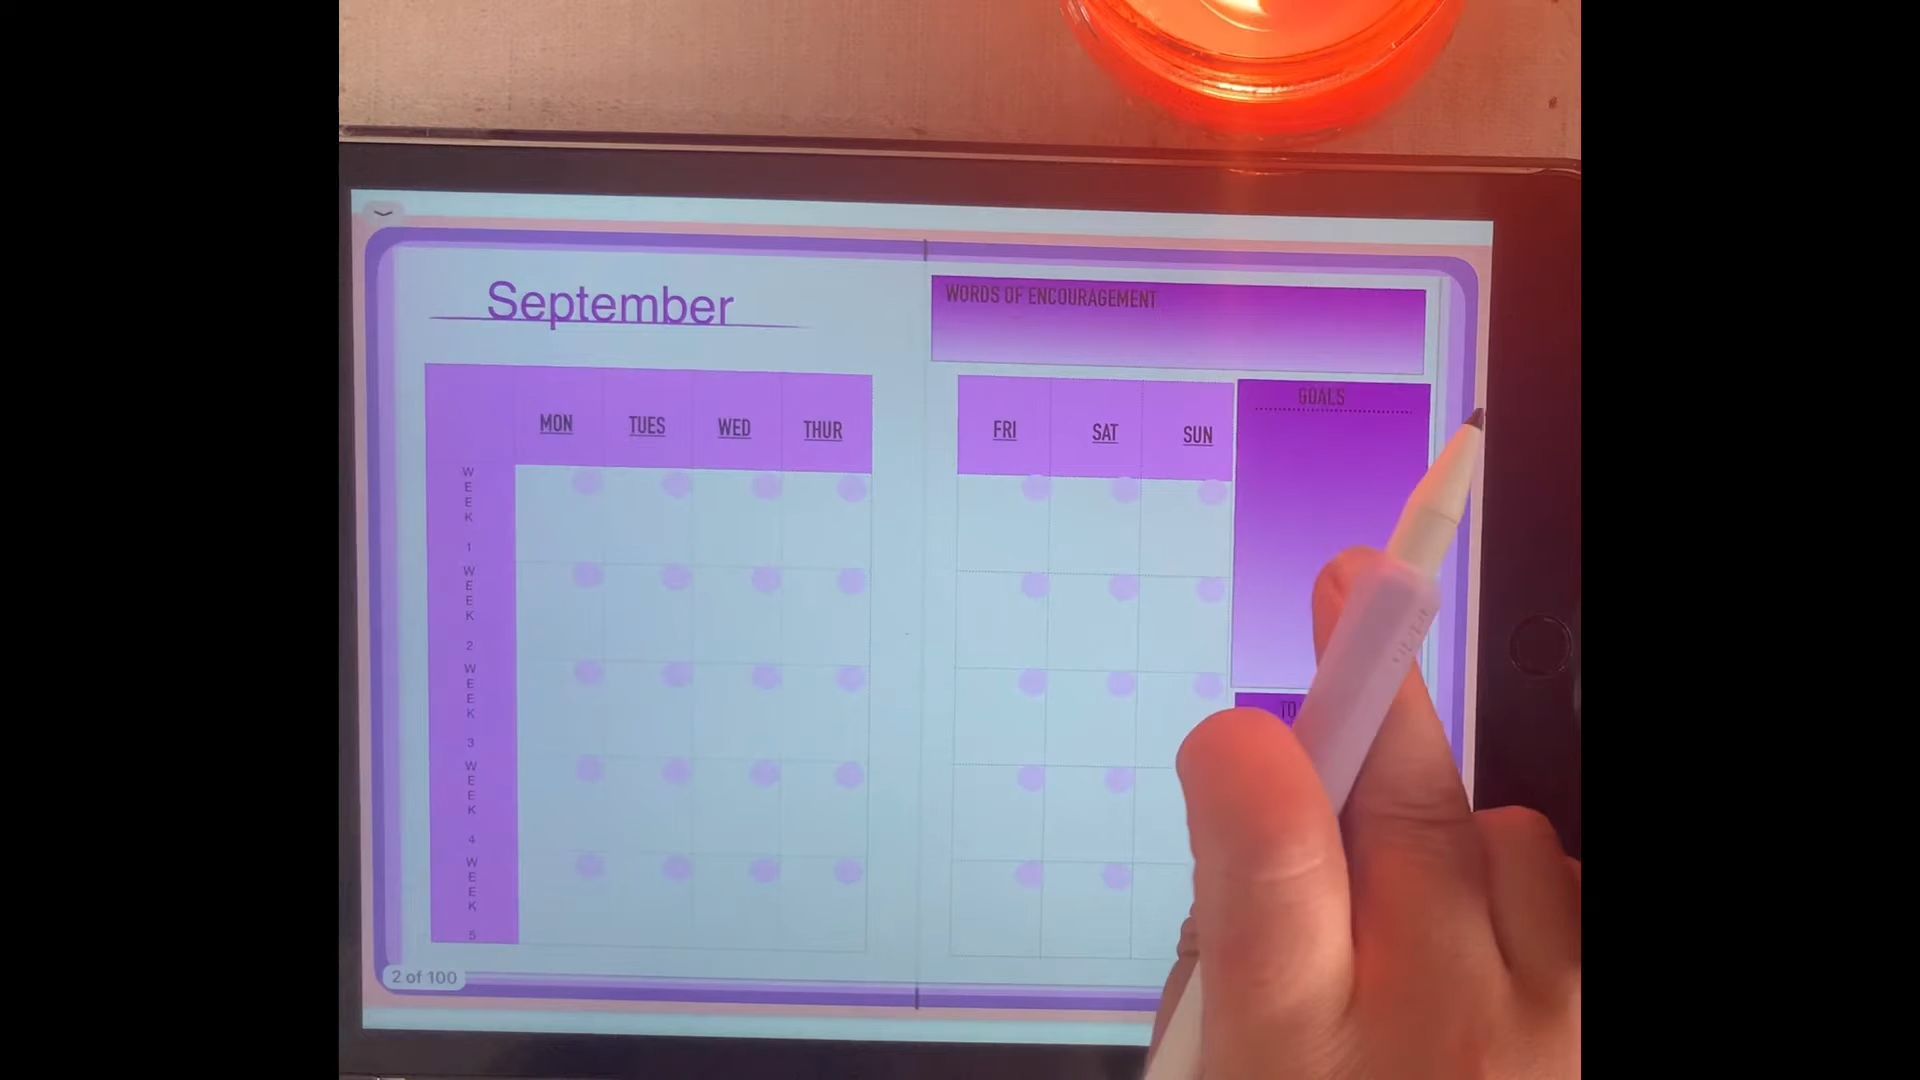 September
WORDS OF ENCOURAGEMENT
MON TUES WED THUR
FRI SAT SUN
GOALS
WEEK 1
WEEK 2
WEEK 3
WEEK 4
WEEK 5
TO
2 of 100